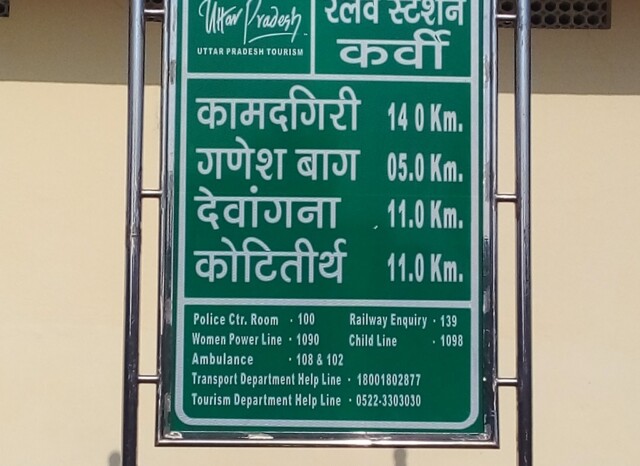 Uttar Pradesh
UTTAR PRADESH TOURISM
रेलवे स्टेशन
कर्वी
कामदगिरी 14 0 Km.
गणेश बाग 05.0 Km.
देवांगना 11.0 Km.
कोटितीर्थ 11.0 Km.
Police Ctr. Room · 100 Railway Enquiry · 139
Women Power Line · 1090 Child Line · 1098
Ambulance · 108 & 102
Transport Department Help Line · 18001802877
Tourism Department Help Line · 0522-3303030